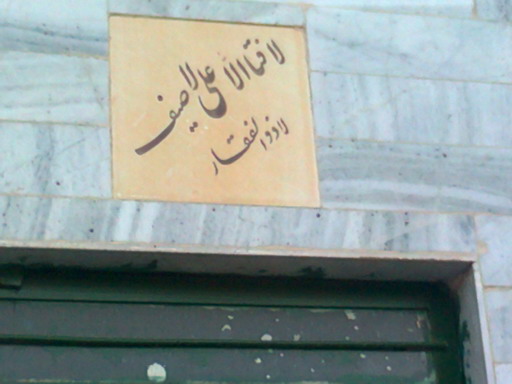 لا فتا الا علی لا صیف
لا ذوالفقار